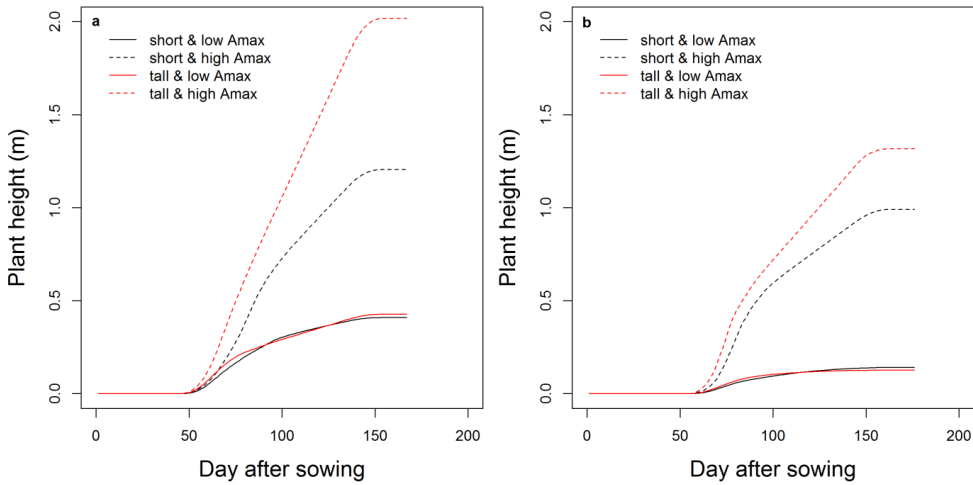 a
short & low Amax
short & high Amax
tall & low Amax
tall & high Amax
Plant height (m)
2.0
1.5
1.0
0.5
0.0
0 50 100 150 200
Day after sowing
b
short & low Amax
short & high Amax
tall & low Amax
tall & high Amax
Plant height (m)
2.0
1.5
1.0
0.5
0.0
0 50 100 150 200
Day after sowing